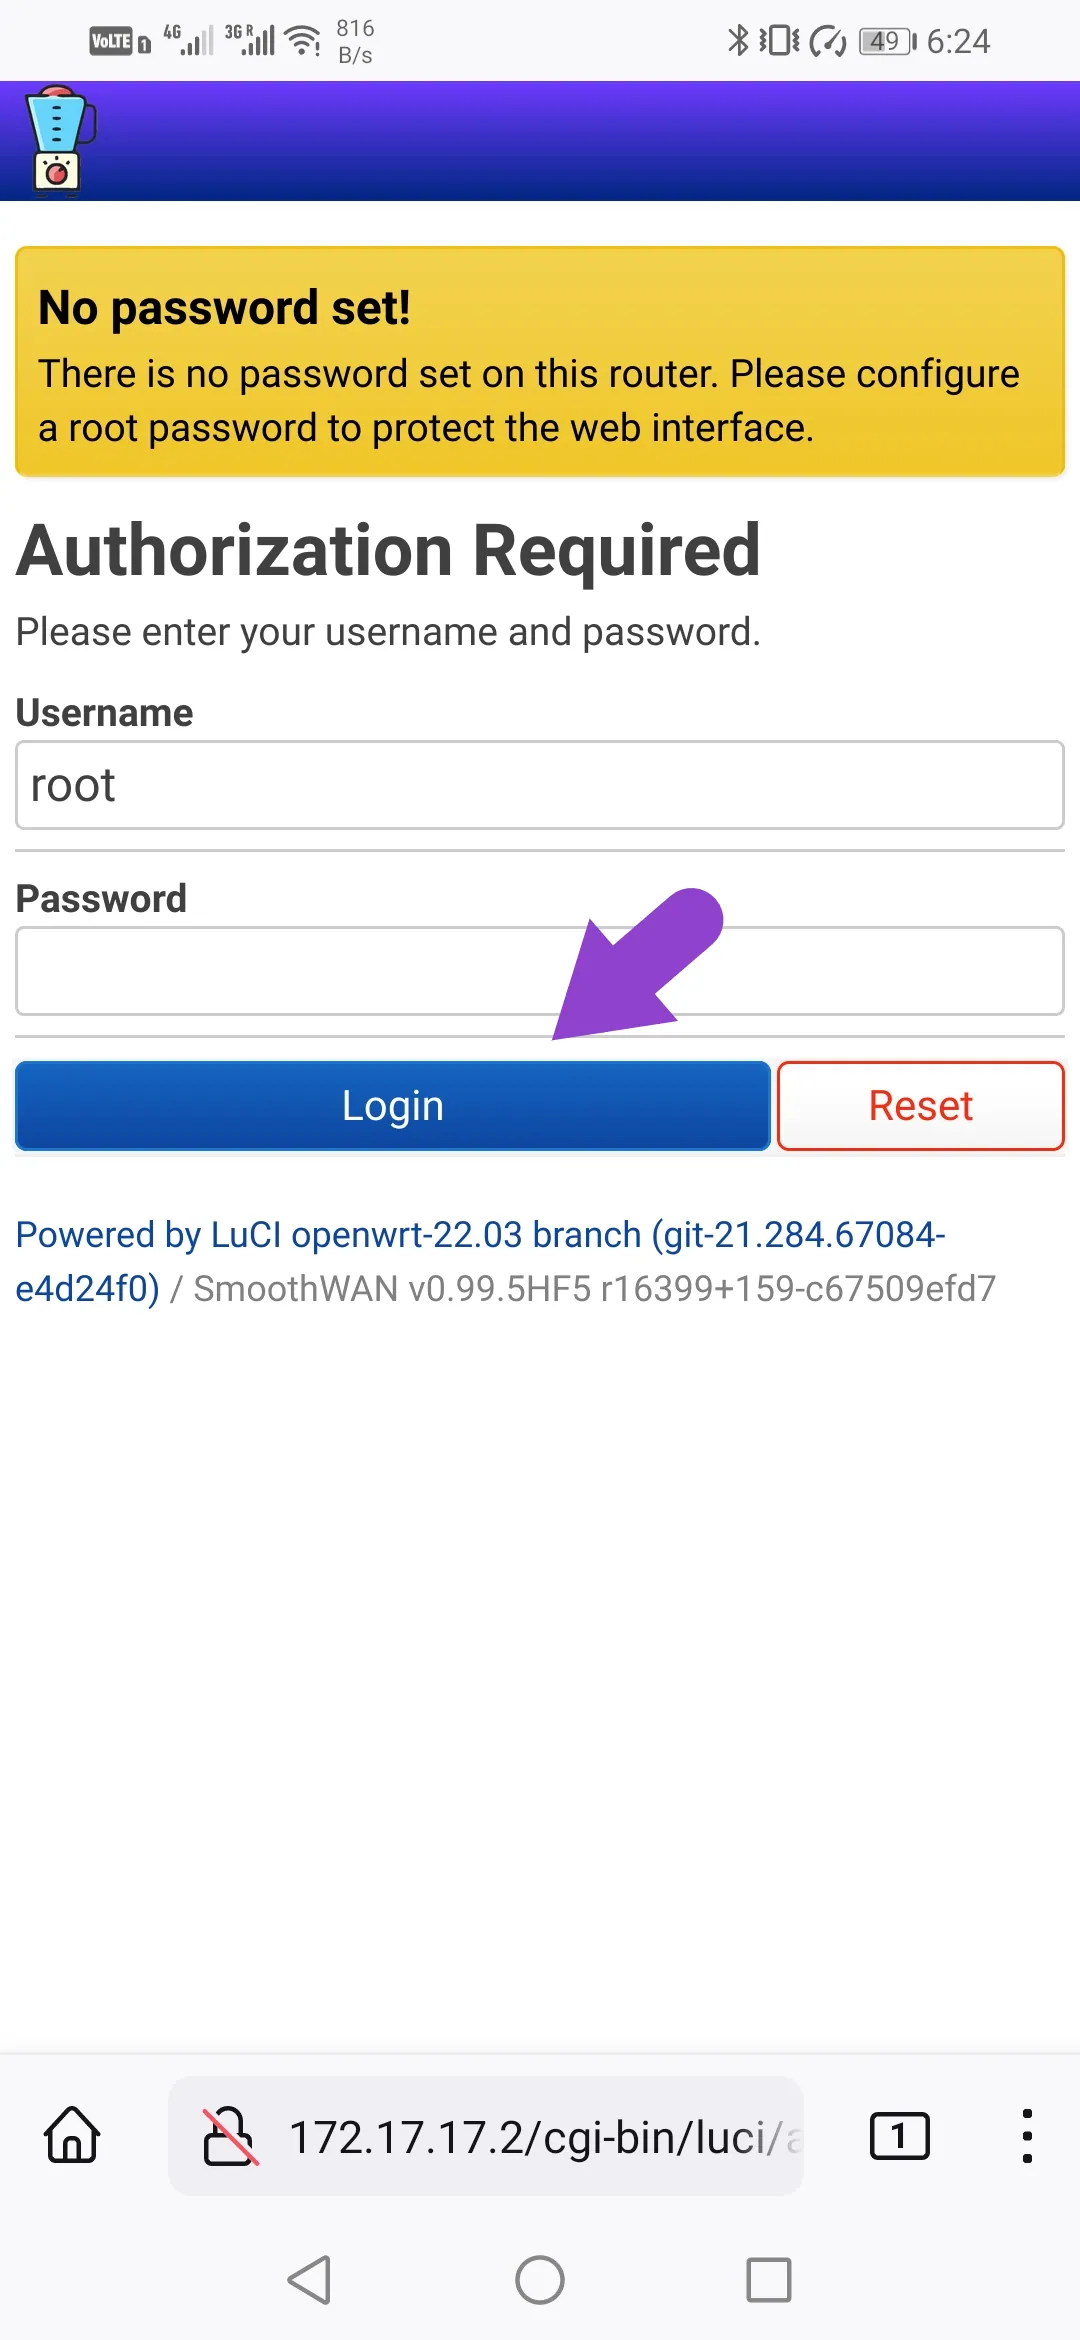 VoLTE 1 4G 3G R 816 B/s 49 6:24
No password set!
There is no password set on this router. Please configure
a root password to protect the web interface.
Authorization Required
Please enter your username and password.
Username
root
Password
Login Reset
Powered by LuCI openwrt-22.03 branch (git-21.284.67084-
e4d24f0) / SmoothWAN v0.99.5HF5 r16399+159-c67509efd7
172.17.17.2/cgi-bin/luci/a 1